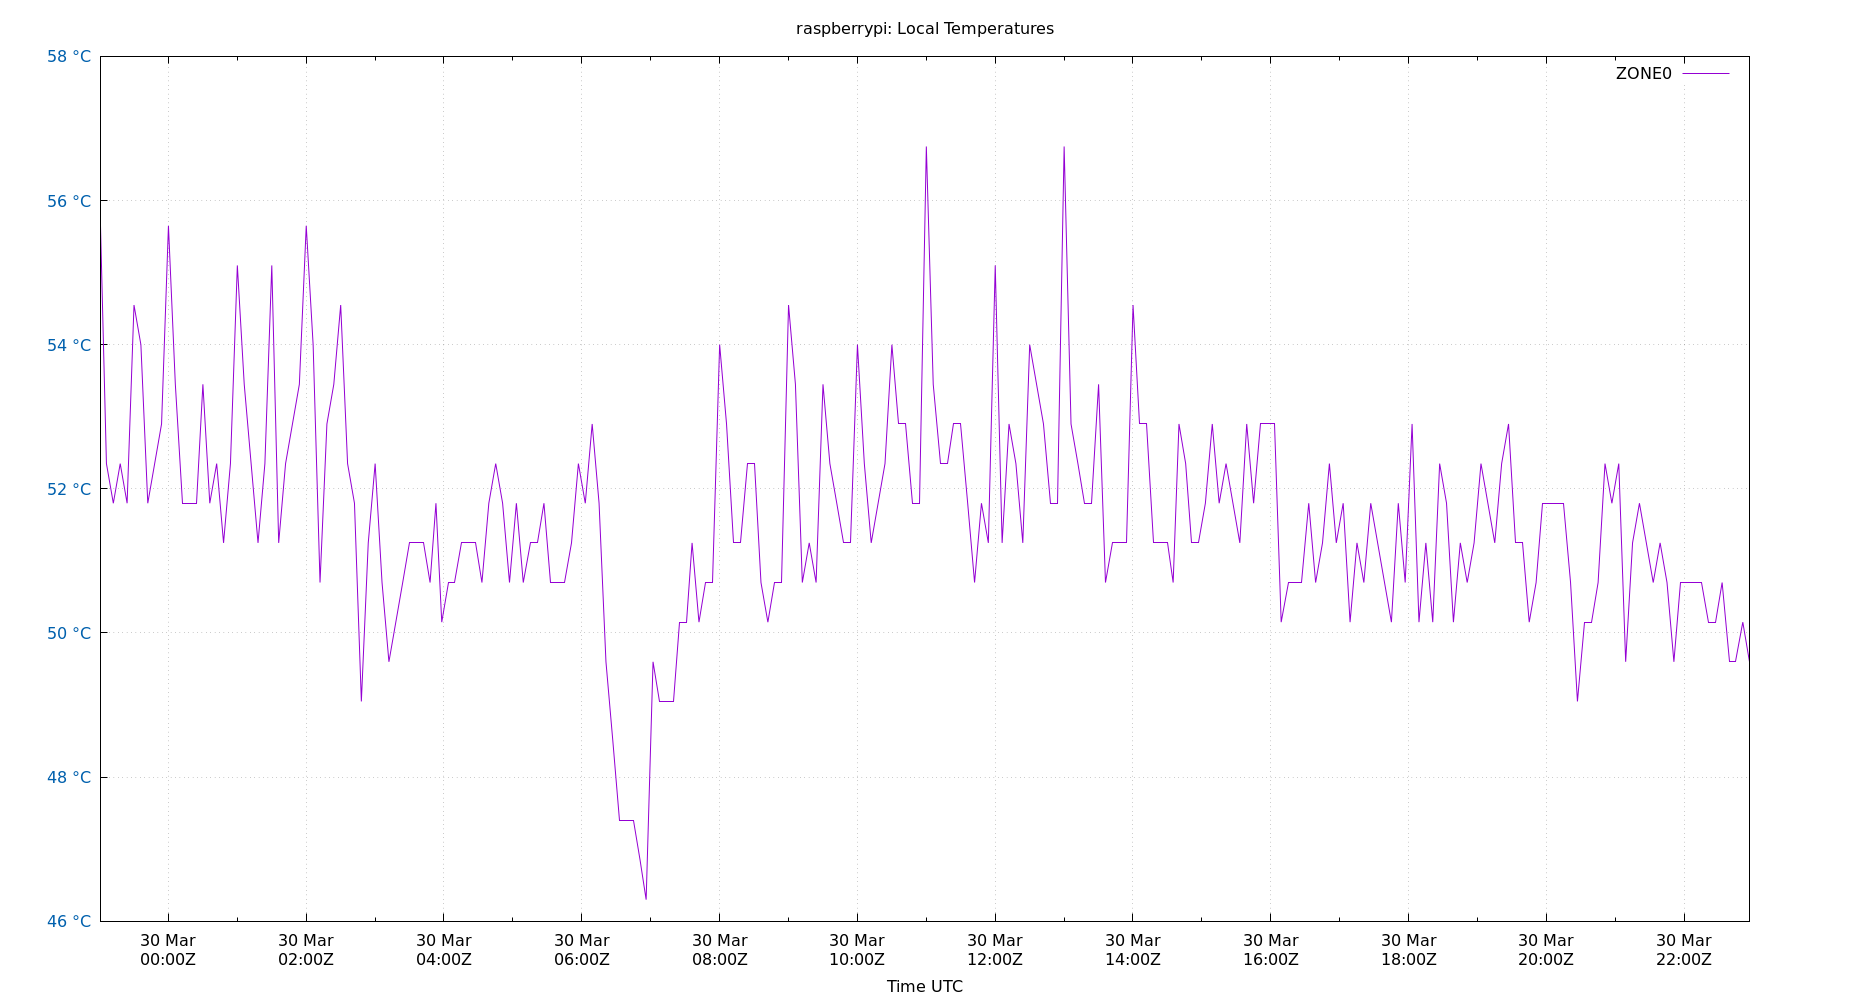 raspberrypi: Local Temperatures
58 °C
ZONE0
56 °C
54 °C
52 °C
50 °C
48 °C
46 °C
30 Mar 30 Mar 30 Mar 30 Mar 30 Mar 30 Mar 30 Mar 30 Mar 30 Mar 30 Mar 30 Mar 30 Mar
00:00Z 02:00Z 04:00Z 06:00Z 08:00Z 10:00Z 12:00Z 14:00Z 16:00Z 18:00Z 20:00Z 22:00Z
Time UTC